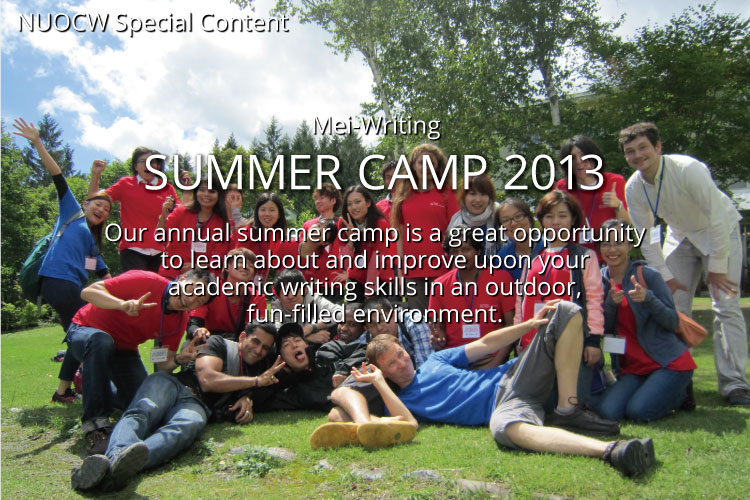 NUOCW Special Content
Mei-Writing
SUMMER CAMP 2013
Our annual summer camp is a great opportunity
to learn about and improve upon your
academic writing skills in an outdoor,
fun-filled environment.